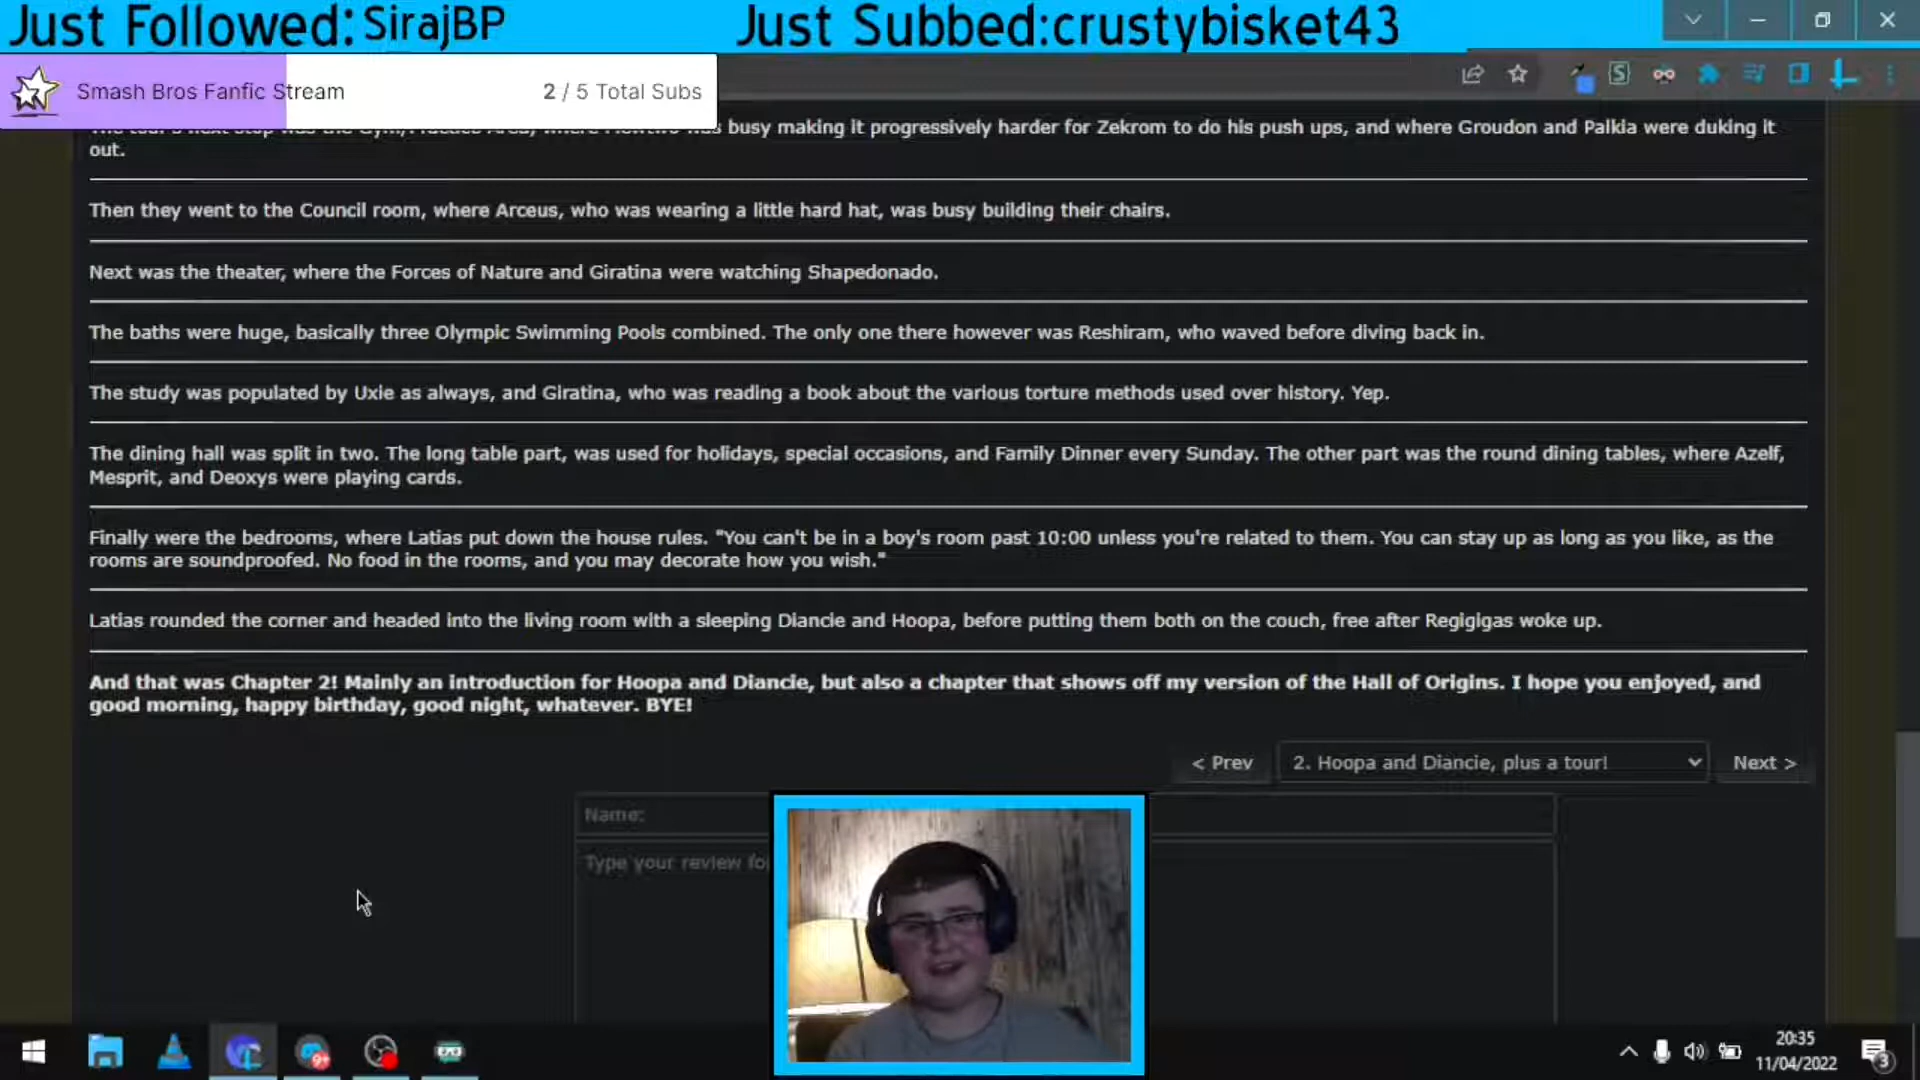 Just Followed: SirajBP
Just Subbed:crustybisket43
Smash Bros Fanfic Stream
2 / 5 Total Subs
busy making it progressively harder for Zekrom to do his push ups, and where Groudon and Palkia were duking it
out.
Then they went to the Council room, where Arceus, who was wearing a little hard hat, was busy building their chairs.
Next was the theater, where the Forces of Nature and Giratina were watching Shapedonado.
The baths were huge, basically three Olympic Swimming Pools combined. The only one there however was Reshiram, who waved before diving back in.
The study was populated by Uxie as always, and Giratina, who was reading a book about the various torture methods used over history. Yep.
The dining hall was split in two. The long table part, was used for holidays, special occasions, and Family Dinner every Sunday. The other part was the round dining tables, where Azelf,
Mesprit, and Deoxys were playing cards.
Finally were the bedrooms, where Latias put down the house rules. "You can't be in a boy's room past 10:00 unless you're related to them. You can stay up as long as you like, as the
rooms are soundproofed. No food in the rooms, and you may decorate how you wish."
Latias rounded the corner and headed into the living room with a sleeping Diancie and Hoopa, before putting them both on the couch, free after Regigigas woke up.
And that was Chapter 2! Mainly an introduction for Hoopa and Diancie, but also a chapter that shows off my version of the Hall of Origins. I hope you enjoyed, and
good morning, happy birthday, good night, whatever. BYE!
< Prev
2. Hoopa and Diancie, plus a tour!
Next >
Name:
Type your review fo
9+
20:35
11/04/2022
3